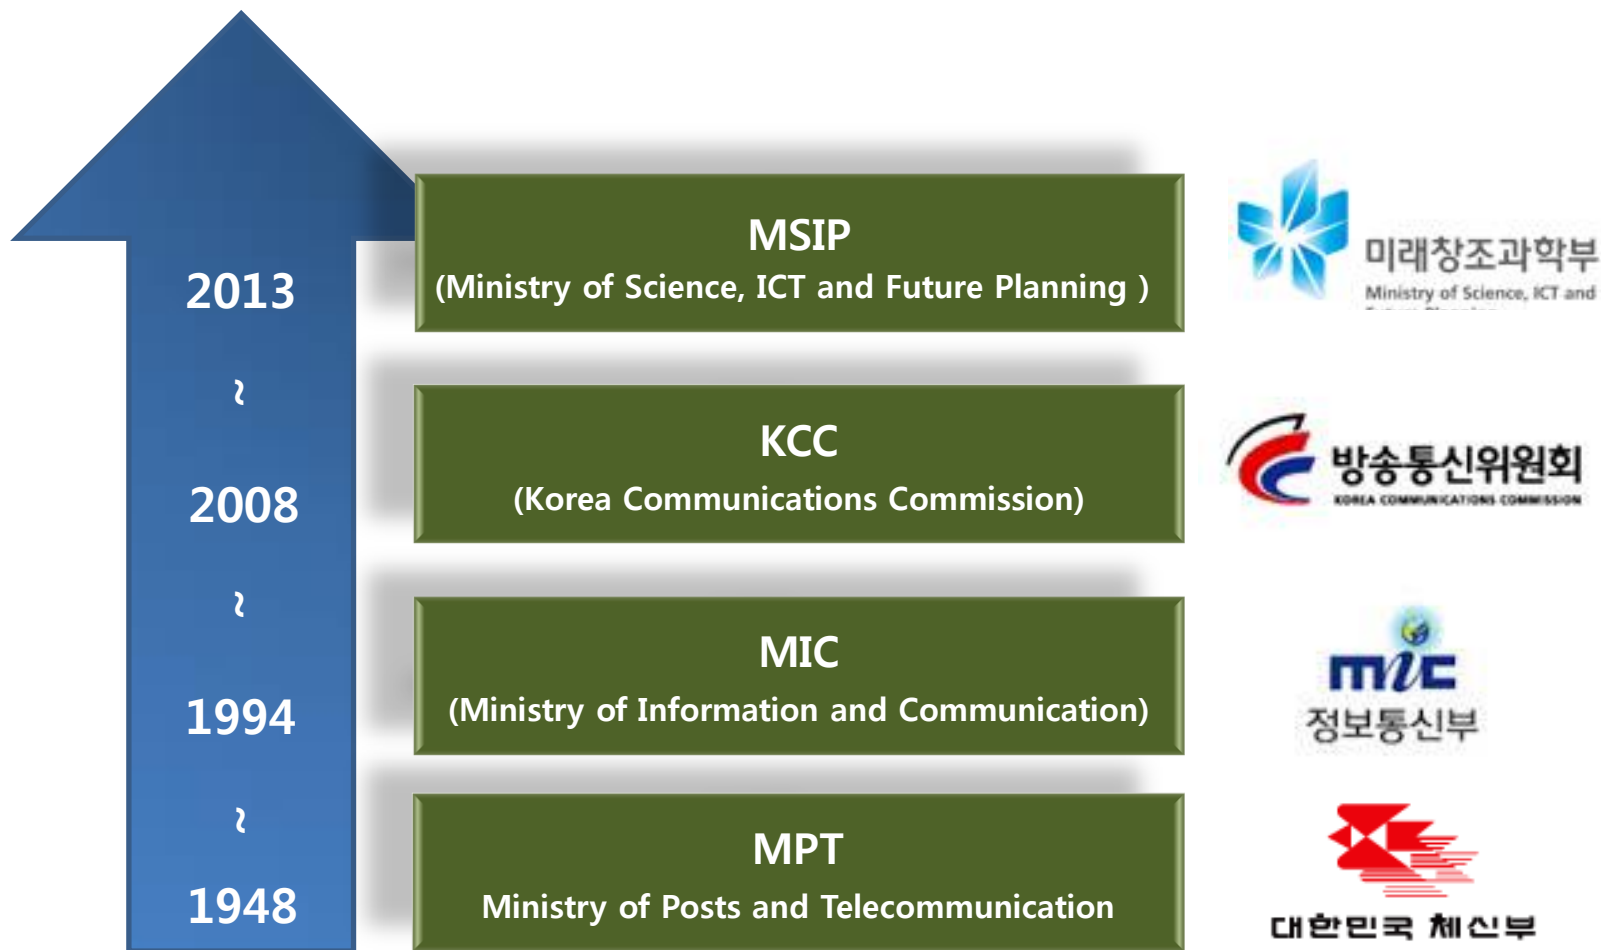 MSIP
(Ministry of Science, ICT and Future Planning )
2013
미래창조과학부
Ministry of Science, ICT and
~
KCC
(Korea Communications Commission)
2008
방송통신위원회
KOREA COMMUNICATIONS COMMISSION
~
MIC
(Ministry of Information and Communication)
1994
mic
정보통신부
~
MPT
Ministry of Posts and Telecommunication
1948
대한민국 체신부